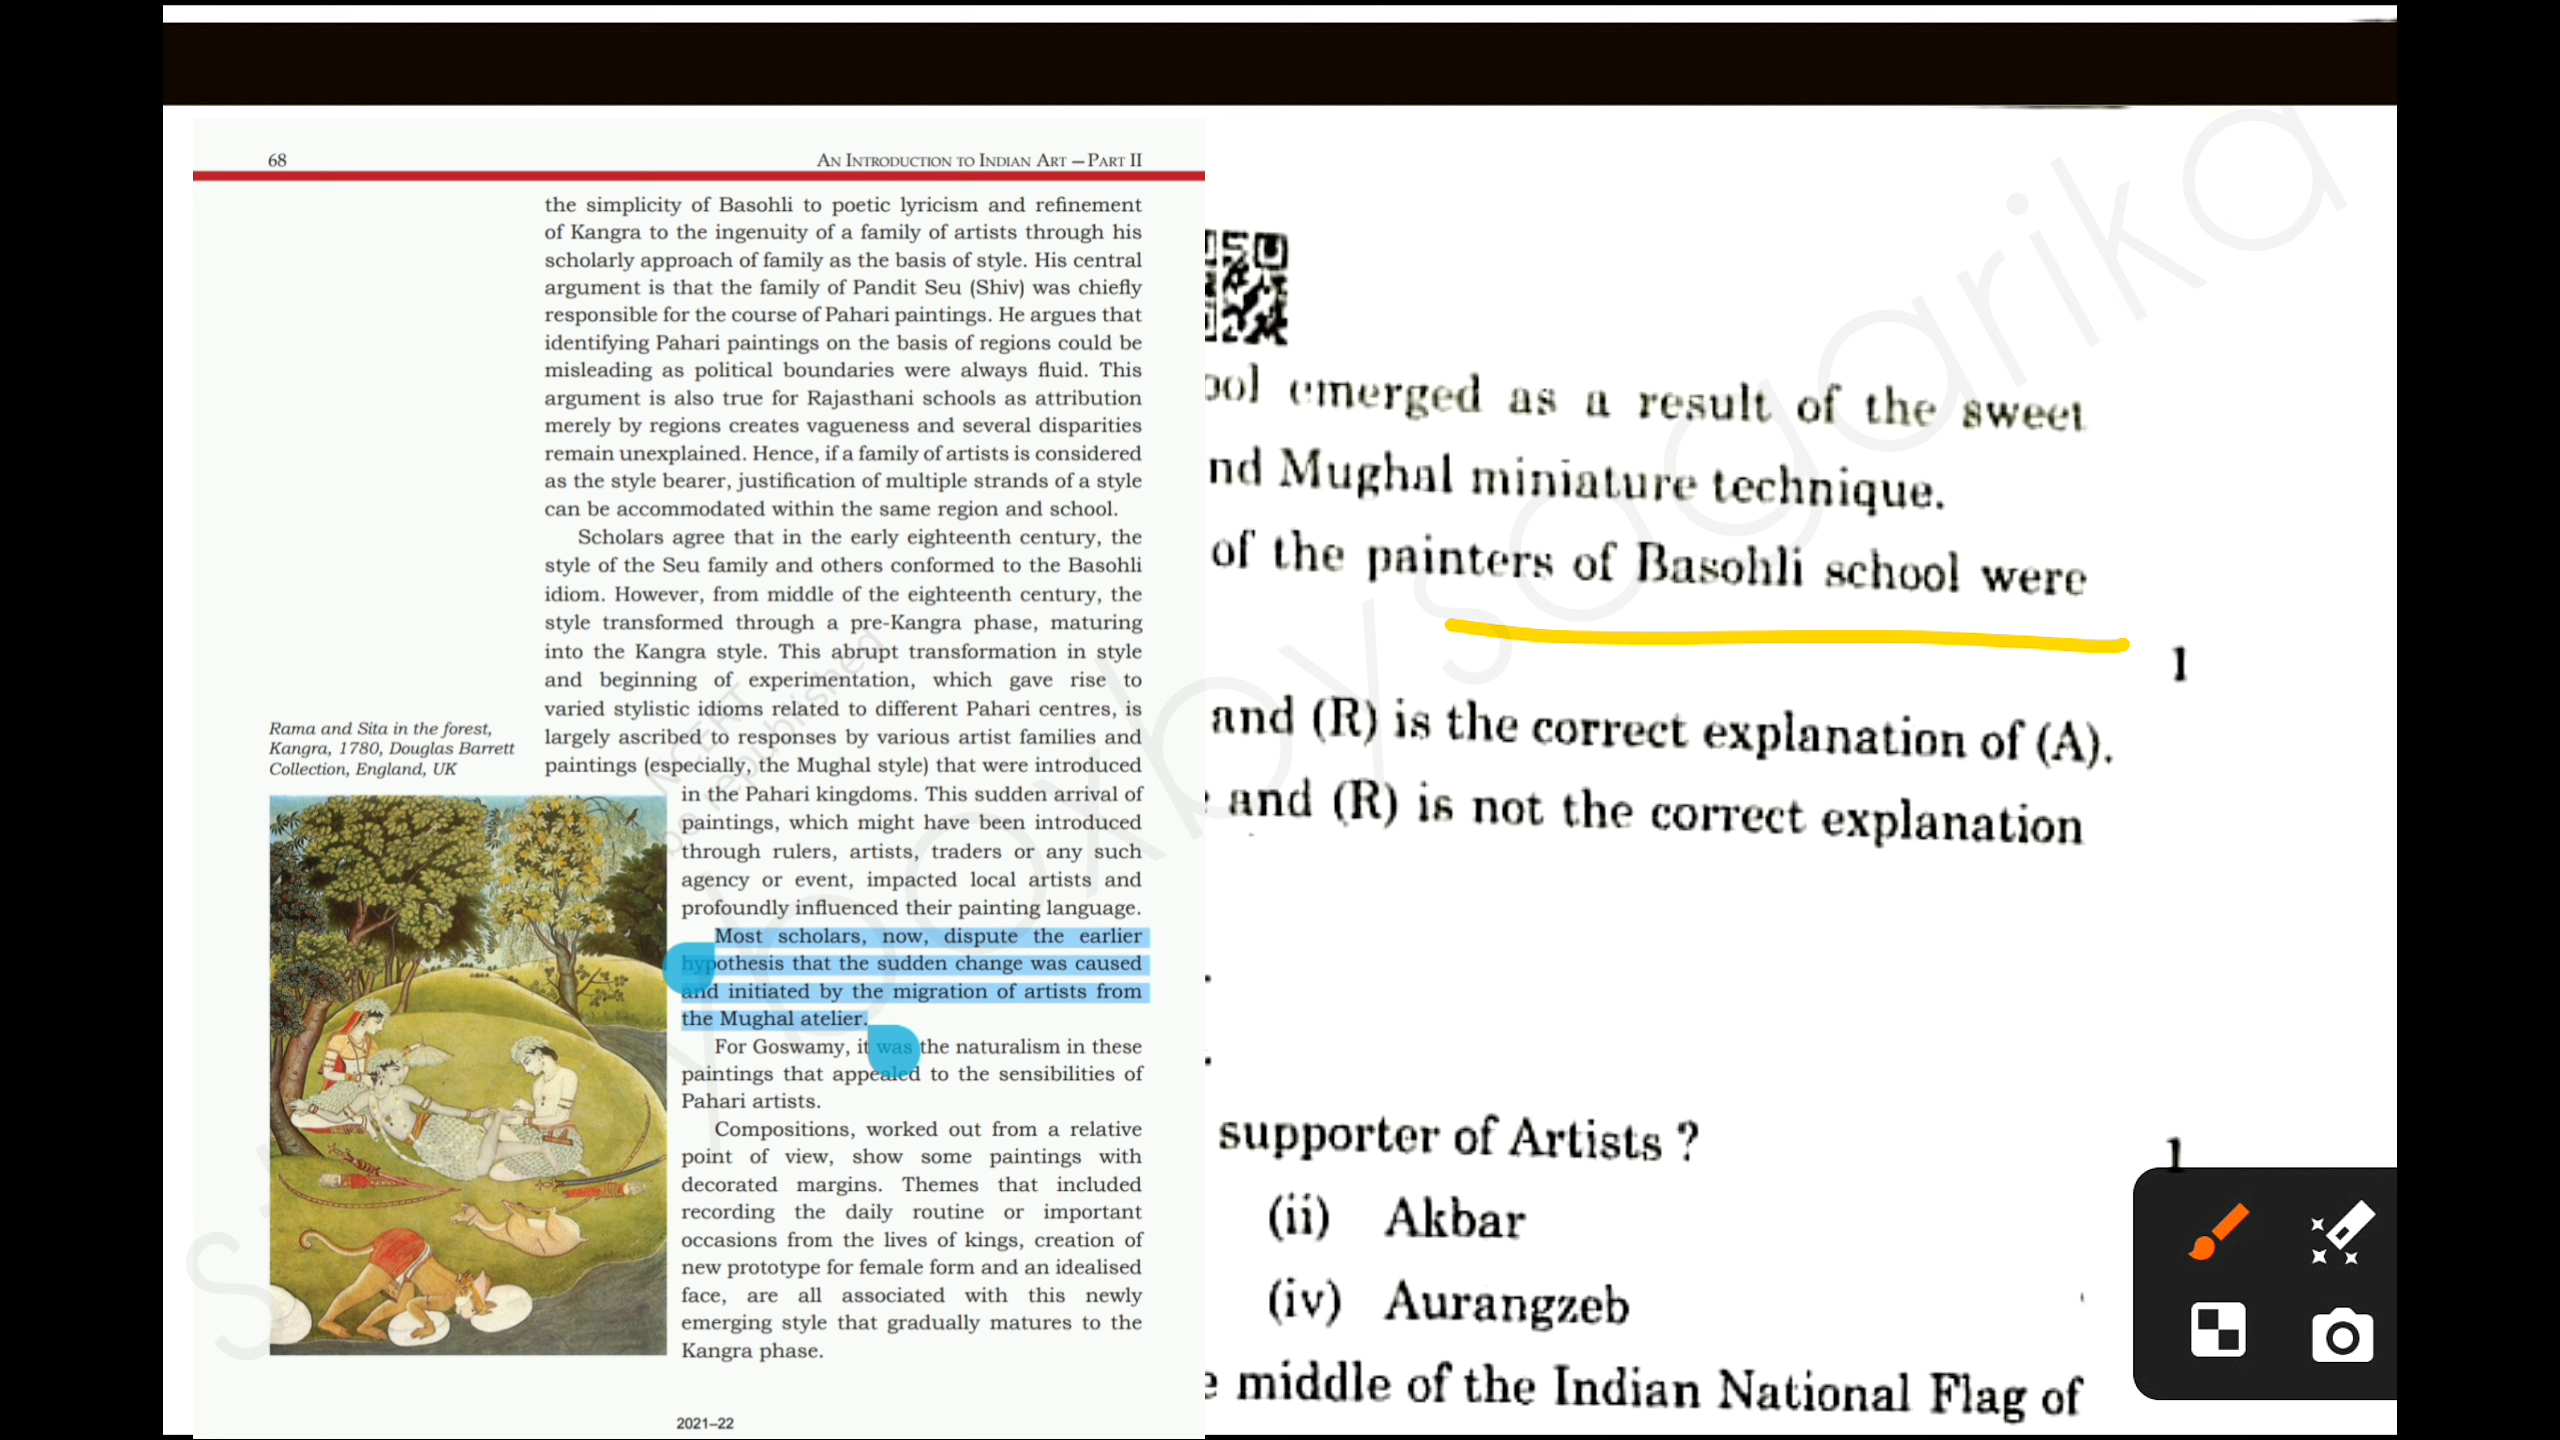 68
AN INTRODUCTION TO INDIAN ART – PART II
the simplicity of Basohli to poetic lyricism and refinement
of Kangra to the ingenuity of a family of artists through his
scholarly approach of family as the basis of style. His central
argument is that the family of Pandit Seu (Shiv) was chiefly
responsible for the course of Pahari paintings. He argues that
identifying Pahari paintings on the basis of regions could be
misleading as political boundaries were always fluid. This
argument is also true for Rajasthani schools as attribution
merely by regions creates vagueness and several disparities
remain unexplained. Hence, if a family of artists is considered
as the style bearer, justification of multiple strands of a style
can be accommodated within the same region and school.
Scholars agree that in the early eighteenth century, the
style of the Seu family and others conformed to the Basohli
idiom. However, from middle of the eighteenth century, the
style transformed through a pre-Kangra phase, maturing
into the Kangra style. This abrupt transformation in style
and beginning of experimentation, which gave rise to
varied stylistic idioms related to different Pahari centres, is
largely ascribed to responses by various artist families and
paintings (especially, the Mughal style) that were introduced
in the Pahari kingdoms. This sudden arrival of
paintings, which might have been introduced
through rulers, artists, traders or any such
agency or event, impacted local artists and
profoundly influenced their painting language.
Most scholars, now, dispute the earlier
hypothesis that the sudden change was caused
and initiated by the migration of artists from
the Mughal atelier.
For Goswamy, it was the naturalism in these
paintings that appealed to the sensibilities of
Pahari artists.
Compositions, worked out from a relative
point of view, show some paintings with
decorated margins. Themes that included
recording the daily routine or important
occasions from the lives of kings, creation of
new prototype for female form and an idealised
face, are all associated with this newly
emerging style that gradually matures to the
Kangra phase.
Rama and Sita in the forest,
Kangra, 1780, Douglas Barrett
Collection, England, UK
2021–22
emerged as a result of the sweet
nd Mughal miniature technique.
of the painters of Basohli school were
1
and (R) is the correct explanation of (A).
and (R) is not the correct explanation
supporter of Artists ?
1
(ii) Akbar
(iv) Aurangzeb
middle of the Indian National Flag of